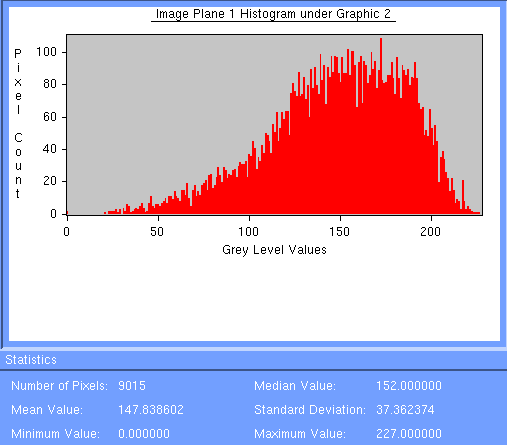 Image Plane 1 Histogram under Graphic 2
Pixel Count
100
80
60
40
20
0
0 50 100 150 200
Grey Level Values
Statistics
Number of Pixels: 9015 Median Value: 152.000000
Mean Value: 147.838602 Standard Deviation: 37.362374
Minimum Value: 0.000000 Maximum Value: 227.000000